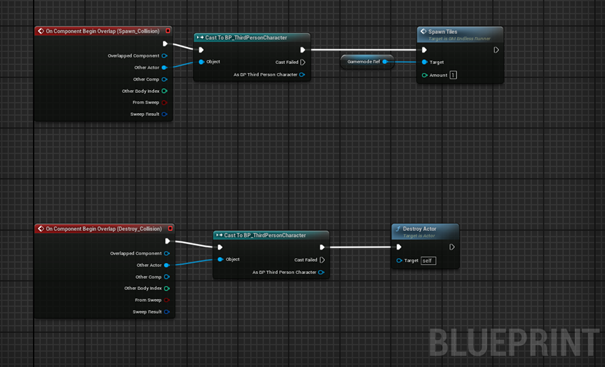 On Component Begin Overlap (Spawn_Collision)
Overlapped Component
Other Actor
Other Comp
Other Body Index
From Sweep
Sweep Result
Cast To BP_ThirdPersonCharacter
Object
Cast Failed
As BP Third Person Character
Gamemode Ref
Spawn Tiles
Target
Amount 1
On Component Begin Overlap (Destroy_Collision)
Overlapped Component
Other Actor
Other Comp
Other Body Index
From Sweep
Sweep Result
Cast To BP_ThirdPersonCharacter
Object
Cast Failed
As BP Third Person Character
Destroy Actor
Target is Actor
Target self
BLUEPRINT